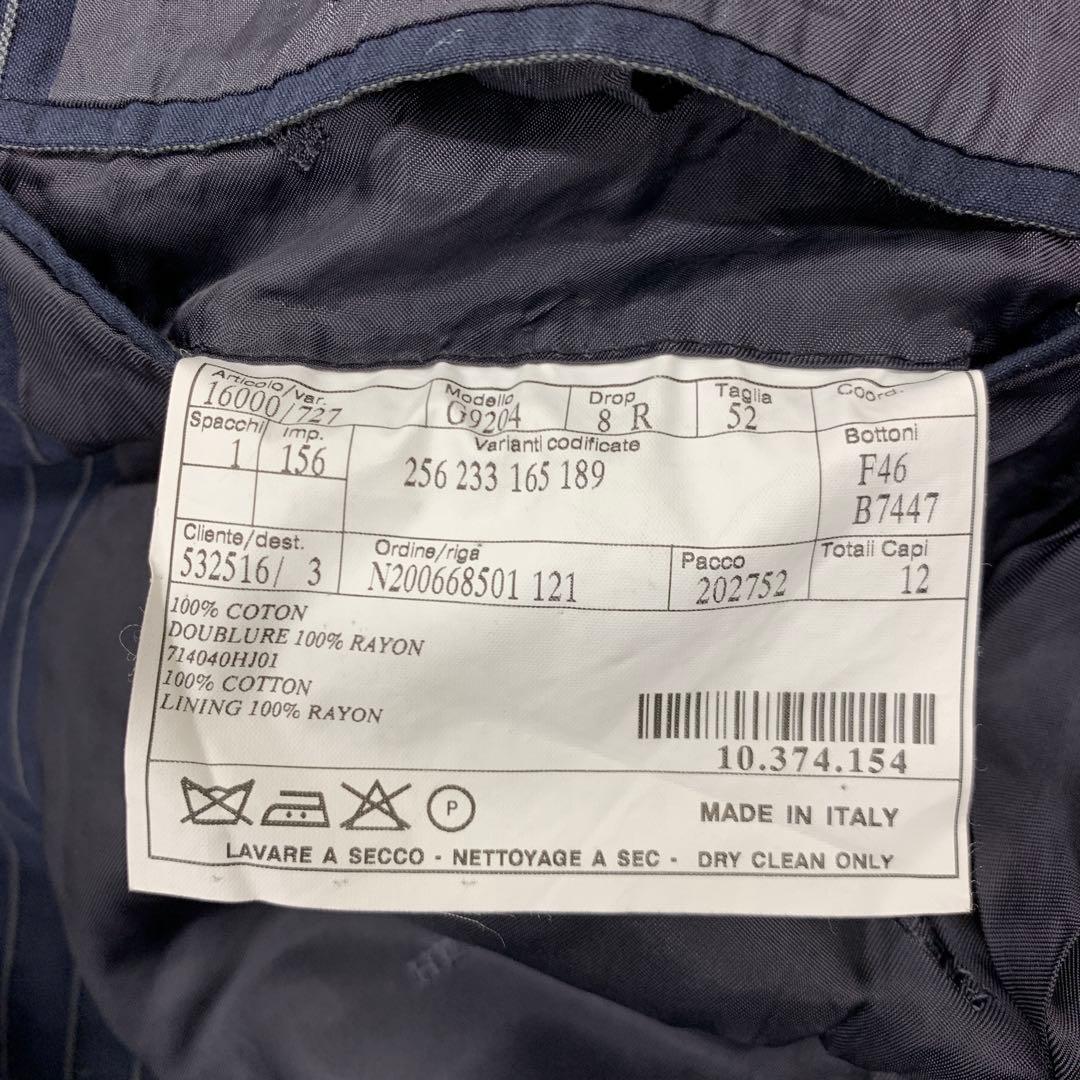 Articolo/var. Modello Drop Taglia Coord.
16000/727 G9204 8 R 52
Spacchi Imp. Varianti codificate Bottoni
1 156 256 233 165 189 F46
B7447
Cliente/dest. Ordine/riga Pacco Totali Capi
532516/ 3 N200668501 121 202752 12
100% COTON
DOUBLURE 100% RAYON
714040HJ01
100% COTTON
LINING 100% RAYON
10.374.154
P
MADE IN ITALY
LAVARE A SECCO - NETTOYAGE A SEC - DRY CLEAN ONLY